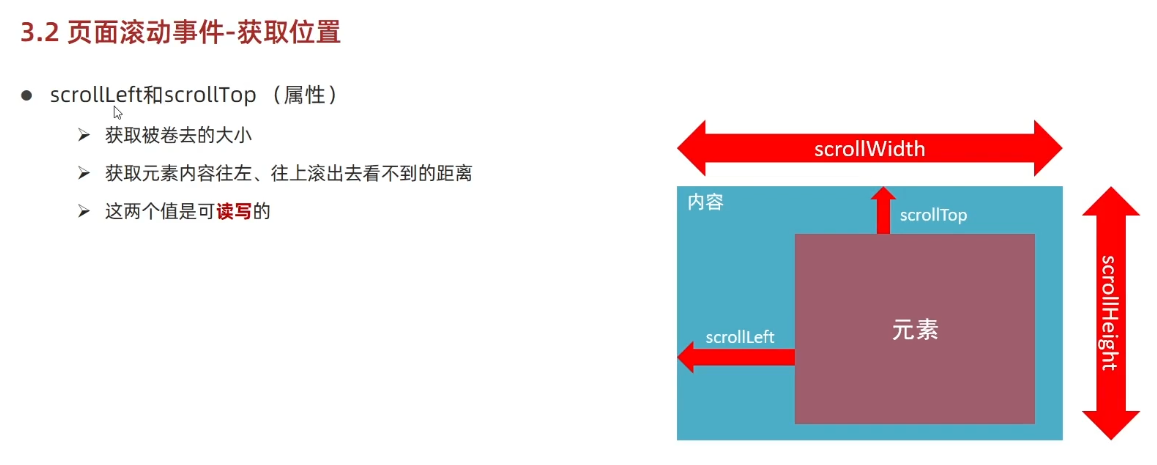 3.2 页面滚动事件-获取位置
● scrollLeft和scrollTop （属性）
➢ 获取被卷去的大小
➢ 获取元素内容往左、往上滚出去看不到的距离
➢ 这两个值是可读写的
scrollWidth
内容
scrollTop
scrollLeft
元素
scrollHeight